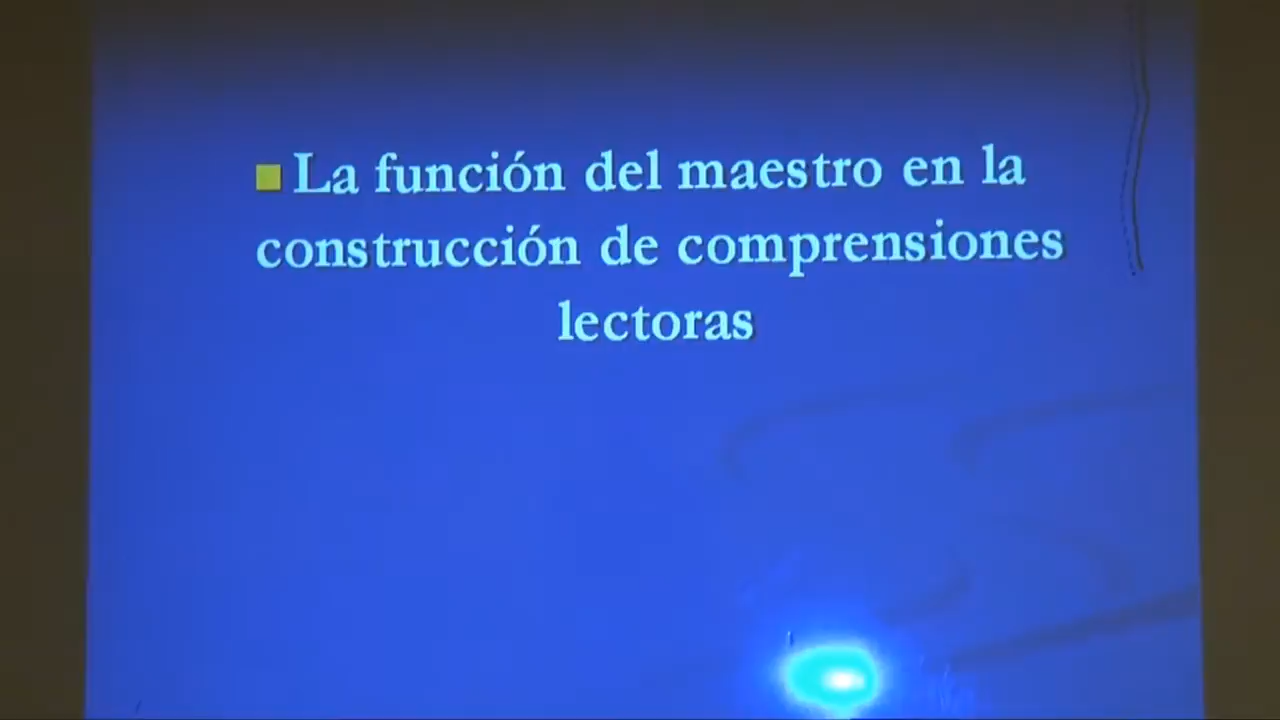 La función del maestro en la
construcción de comprensiones
lectoras